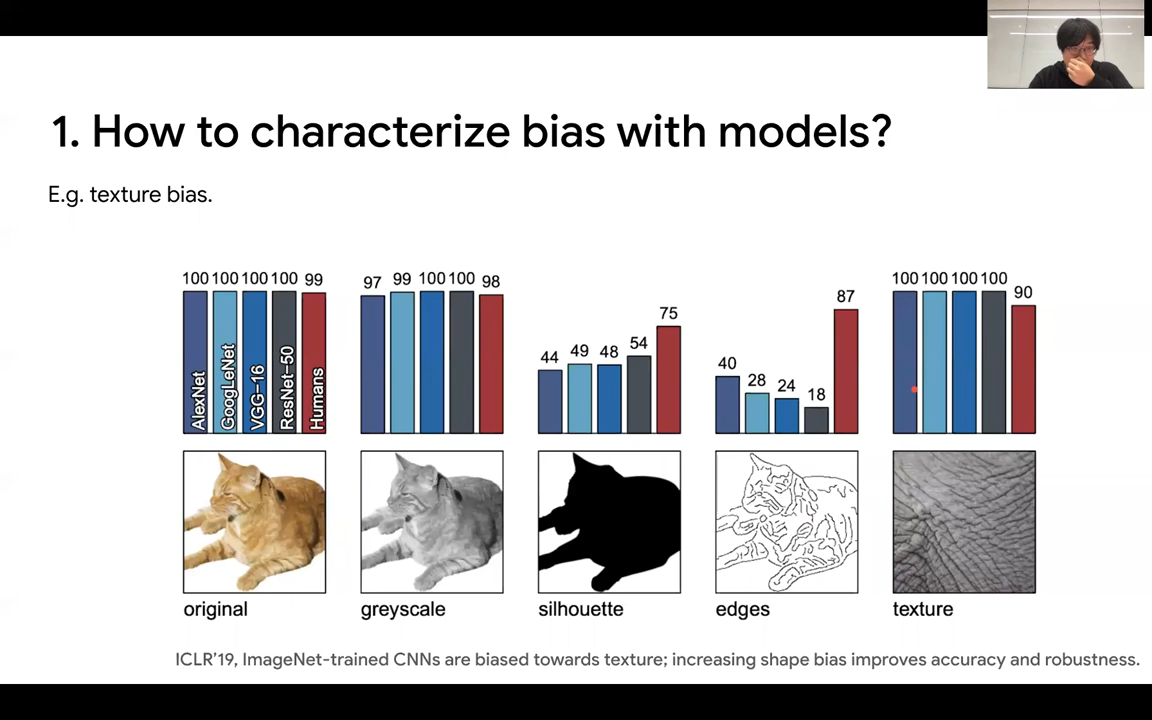 1. How to characterize bias with models?
E.g. texture bias.
100 100 100 100 99
97 99 100 100 98
44 49 48 54 75
40 28 24 18 87
100 100 100 100 90
AlexNet
GoogLeNet
VGG-16
ResNet-50
Humans
original
greyscale
silhouette
edges
texture
ICLR'19, ImageNet-trained CNNs are biased towards texture; increasing shape bias improves accuracy and robustness.